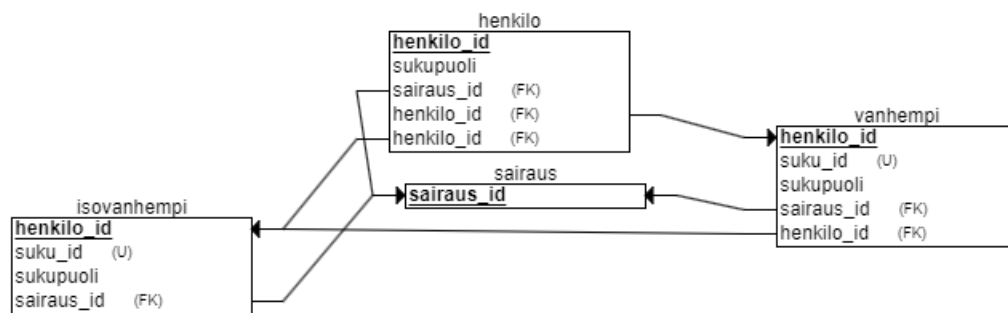 henkilo
henkilo_id
sukupuoli
sairaus_id (FK)
henkilo_id (FK)
henkilo_id (FK)
vanhempi
henkilo_id
suku_id (U)
sukupuoli
sairaus_id (FK)
henkilo_id (FK)
sairaus
sairaus_id
isovanhempi
henkilo_id
suku_id (U)
sukupuoli
sairaus_id (FK)